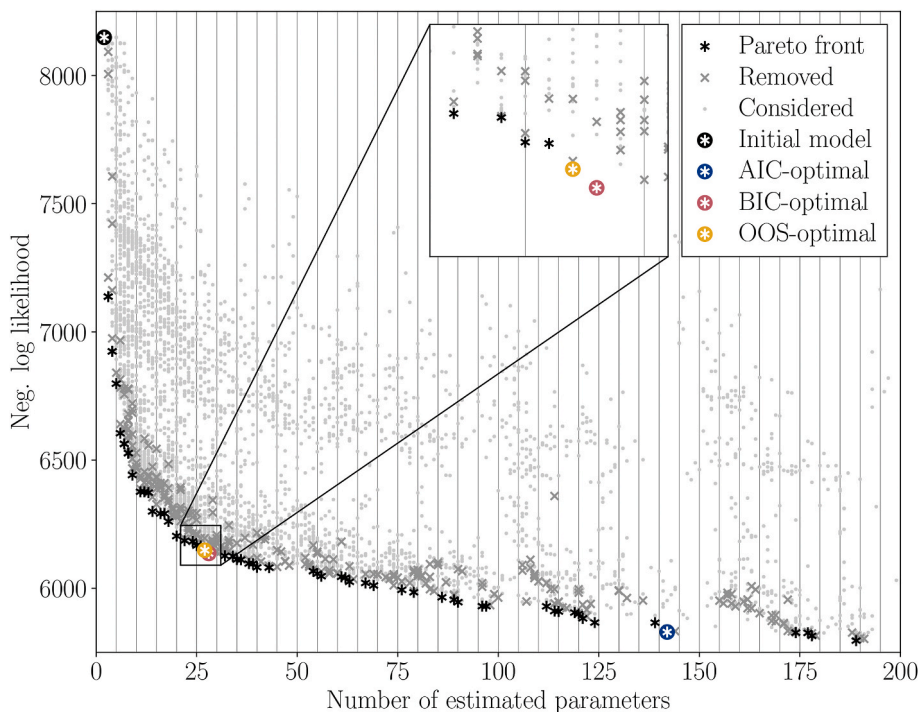 Neg. log likelihood
8000
7500
7000
6500
6000
0
25
50
75
100
125
150
175
200
Number of estimated parameters
Pareto front
Removed
Considered
Initial model
AIC-optimal
BIC-optimal
OOS-optimal